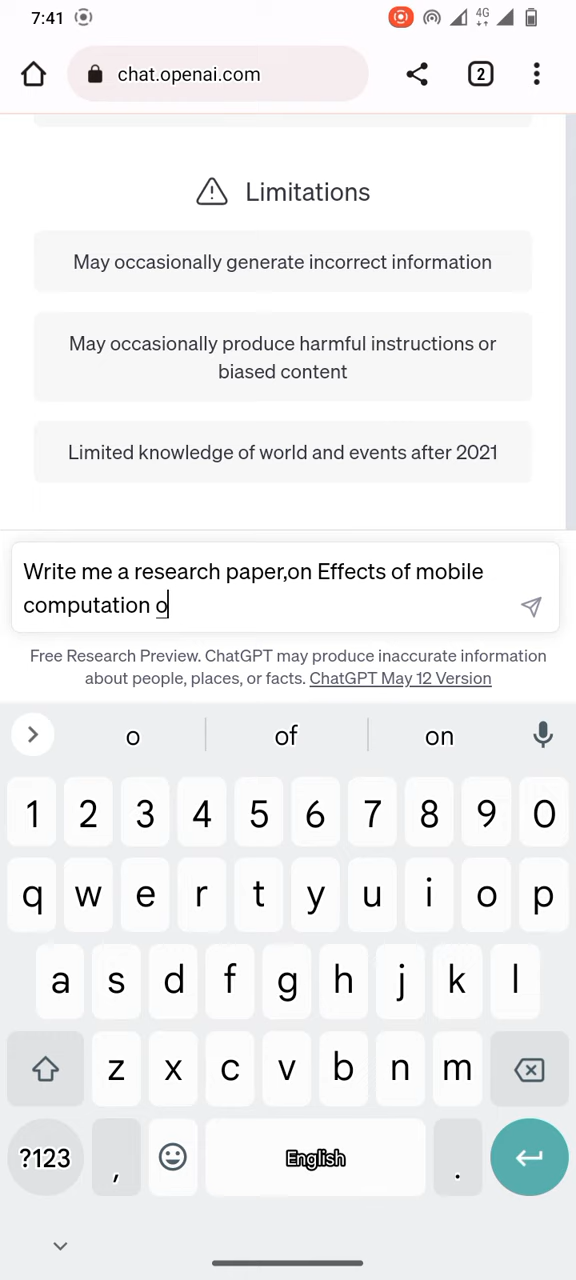 7:41
4G
chat.openai.com
2
Limitations
May occasionally generate incorrect information
May occasionally produce harmful instructions or
biased content
Limited knowledge of world and events after 2021
Write me a research paper,on Effects of mobile
computation o
Free Research Preview. ChatGPT may produce inaccurate information
about people, places, or facts. ChatGPT May 12 Version
o of on
1 2 3 4 5 6 7 8 9 0
q w e r t y u i o p
a s d f g h j k l
z x c v b n m
?123 , English .